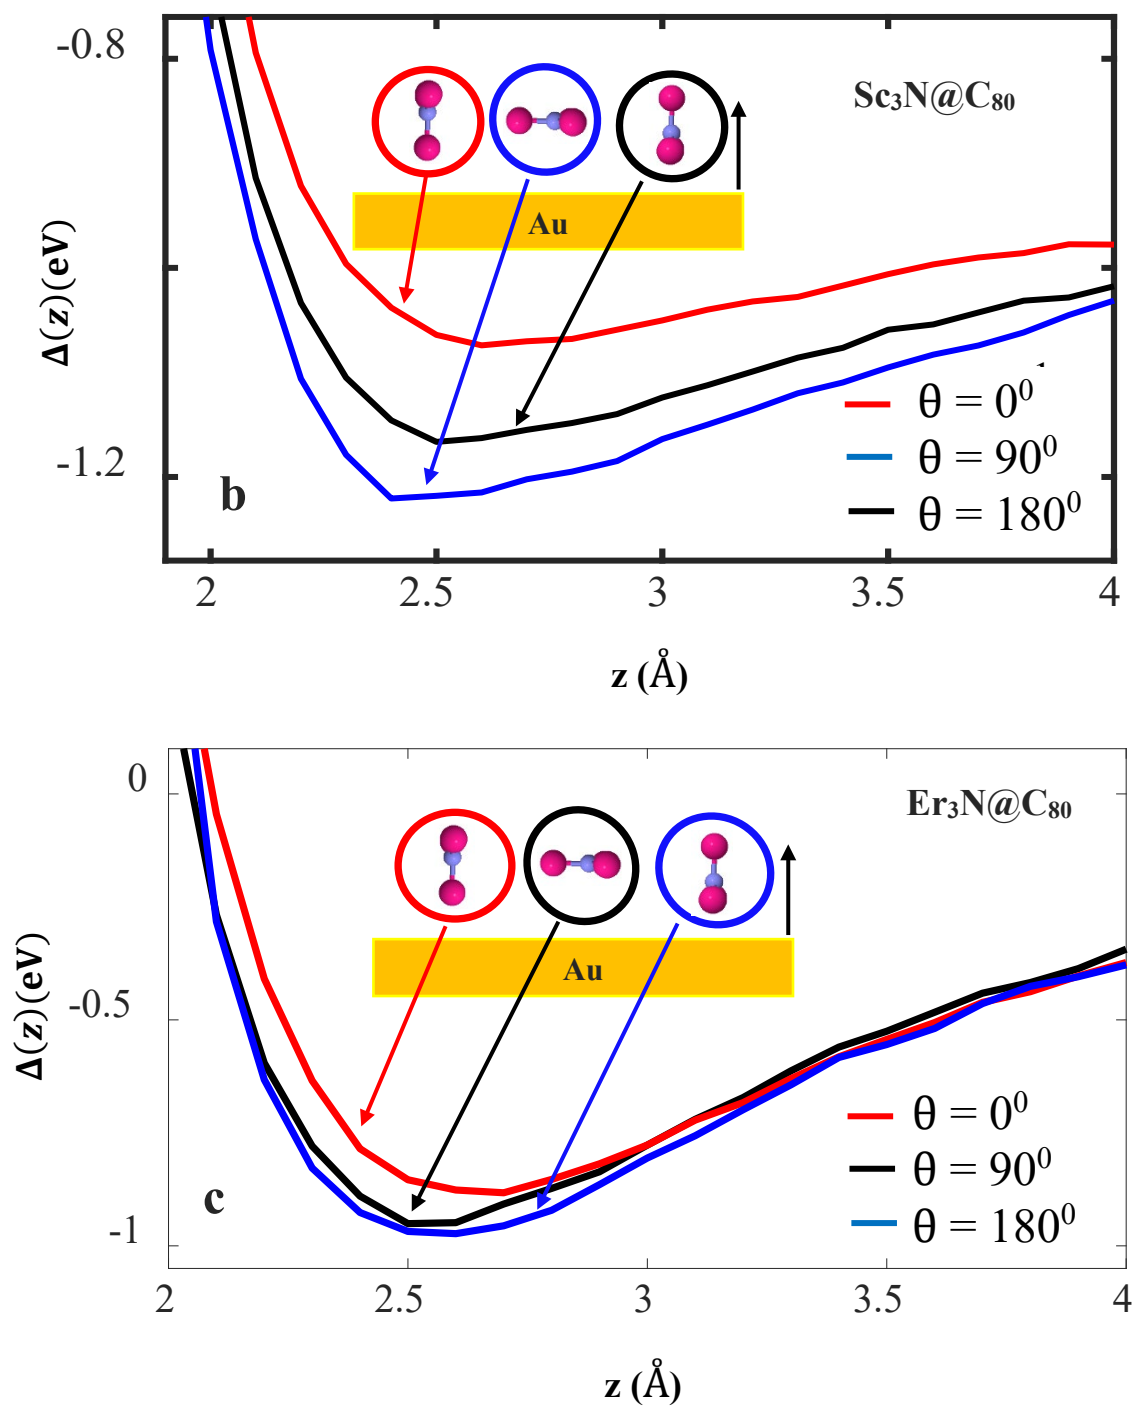 -0.8
Sc₃N@C₈₀
Au
Δ(z)(eV)
θ = 0⁰
θ = 90⁰
θ = 180⁰
-1.2
b
2 2.5 3 3.5 4
z (Å)
0
Er₃N@C₈₀
Au
Δ(z)(eV)
-0.5
θ = 0⁰
θ = 90⁰
θ = 180⁰
c
-1
2 2.5 3 3.5 4
z (Å)